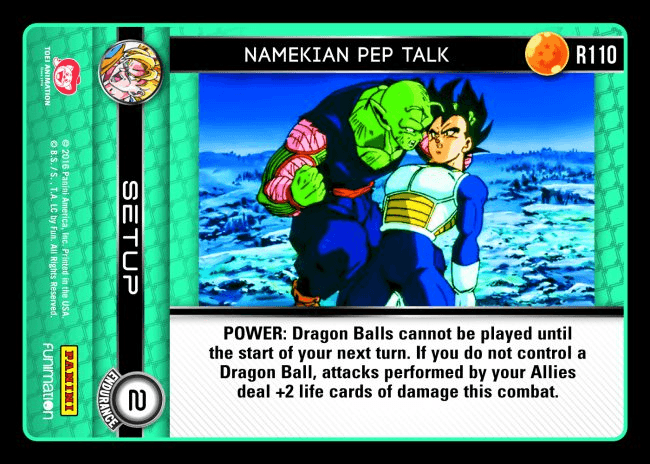 NAMEKIAN PEP TALK
R110
TOEI ANIMATION
© 2016 Panini America, Inc. Printed in the USA.
© B.S./S., T.A. LC by Fun. All Rights Reserved.
SETUP
POWER: Dragon Balls cannot be played until
the start of your next turn. If you do not control a
Dragon Ball, attacks performed by your Allies
deal +2 life cards of damage this combat.
FUNIMATION
PANINI
ENDURANCE
2